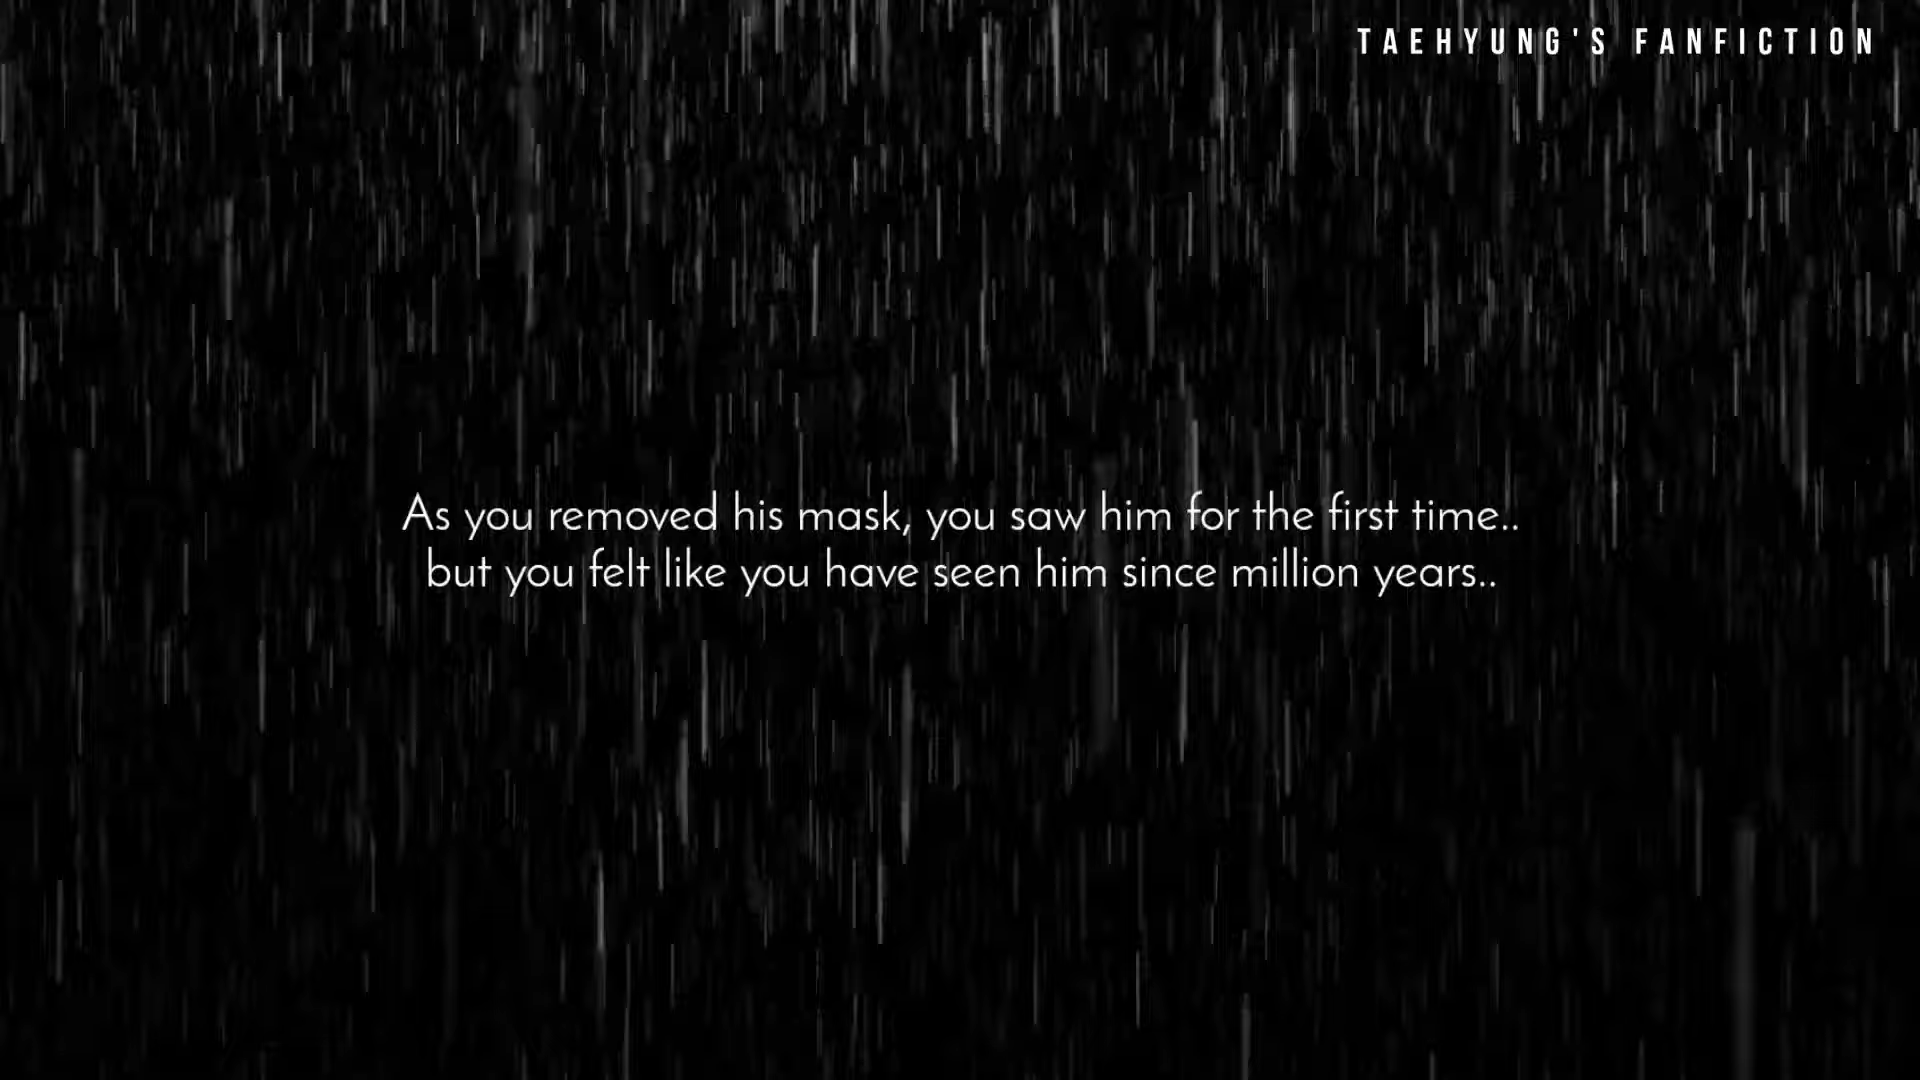 TAEHYUNG'S FANFICTION
As you removed his mask, you saw him for the first time..
but you felt like you have seen him since million years..